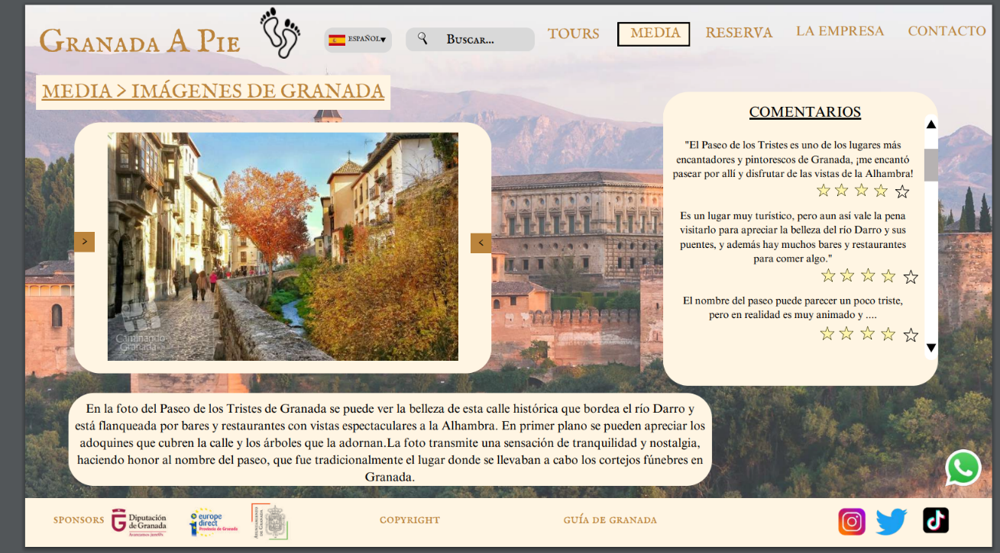 GRANADA A PIE
ESPAÑOL▾
BUSCAR...
TOURS
MEDIA
RESERVA
LA EMPRESA
CONTACTO
MEDIA > IMÁGENES DE GRANADA
>
<
Caminando
Granada
COMENTARIOS
"El Paseo de los Tristes es uno de los lugares más
encantadores y pintorescos de Granada, ¡me encantó
pasear por allí y disfrutar de las vistas de la Alhambra!
Es un lugar muy turístico, pero aun así vale la pena
visitarlo para apreciar la belleza del río Darro y sus
puentes, y además hay muchos bares y restaurantes
para comer algo."
El nombre del paseo puede parecer un poco triste,
pero en realidad es muy animado y ....
En la foto del Paseo de los Tristes de Granada se puede ver la belleza de esta calle histórica que bordea el río Darro y
está flanqueada por bares y restaurantes con vistas espectaculares a la Alhambra. En primer plano se pueden apreciar los
adoquines que cubren la calle y los árboles que la adornan.La foto transmite una sensación de tranquilidad y nostalgia,
haciendo honor al nombre del paseo, que fue tradicionalmente el lugar donde se llevaban a cabo los cortejos fúnebres en
Granada.
SPONSORS
Diputación
de Granada
Avanzamos junt@s
europe
direct
Provincia de Granada
AYUNTAMIENTO
DE GRANADA
COPYRIGHT
GUÍA DE GRANADA